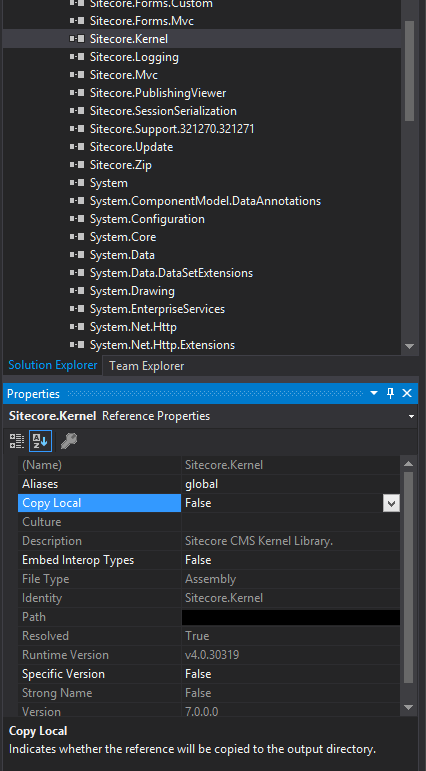 Sitecore.Forms.Custom
Sitecore.Forms.Mvc
Sitecore.Kernel
Sitecore.Logging
Sitecore.Mvc
Sitecore.PublishingViewer
Sitecore.SessionSerialization
Sitecore.Support.321270.321271
Sitecore.Update
Sitecore.Zip
System
System.ComponentModel.DataAnnotations
System.Configuration
System.Core
System.Data
System.Data.DataSetExtensions
System.Drawing
System.EnterpriseServices
System.Net.Http
System.Net.Http.Extensions
Solution Explorer Team Explorer
Properties
Sitecore.Kernel Reference Properties
(Name) Sitecore.Kernel
Aliases global
Copy Local False
Culture
Description Sitecore CMS Kernel Library.
Embed Interop Types False
File Type Assembly
Identity Sitecore.Kernel
Path
Resolved True
Runtime Version v4.0.30319
Specific Version False
Strong Name False
Version 7.0.0.0
Copy Local
Indicates whether the reference will be copied to the output directory.